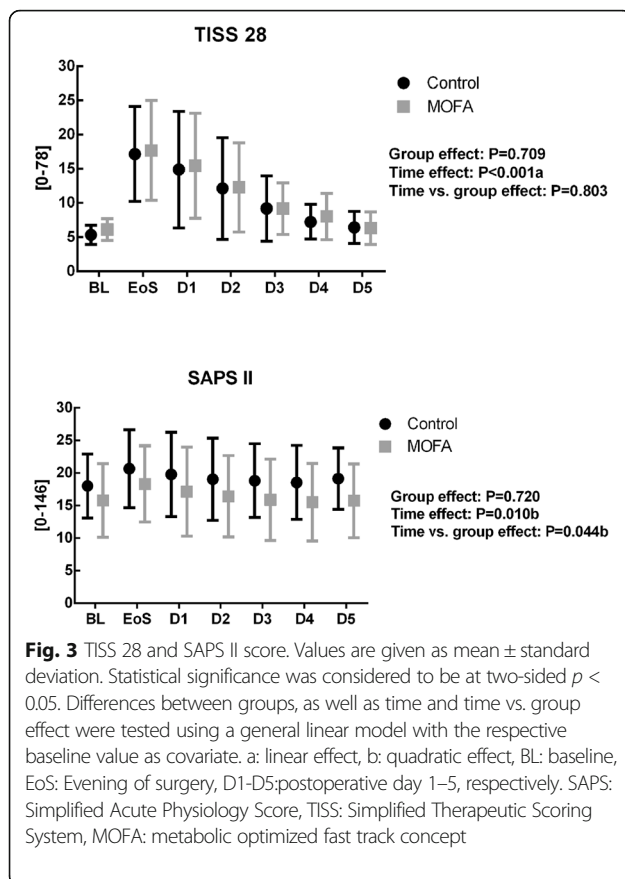 TISS 28
30
25
20
15
10
5
0
[0-78]
BL EoS D1 D2 D3 D4 D5
Control
MOFA
Group effect: P=0.709
Time effect: P<0.001a
Time vs. group effect: P=0.803
SAPS II
30
25
20
15
10
5
0
[0-146]
BL EoS D1 D2 D3 D4 D5
Control
MOFA
Group effect: P=0.720
Time effect: P=0.010b
Time vs. group effect: P=0.044b
Fig. 3 TISS 28 and SAPS II score. Values are given as mean ± standard
deviation. Statistical significance was considered to be at two-sided p <
0.05. Differences between groups, as well as time and time vs. group
effect were tested using a general linear model with the respective
baseline value as covariate. a: linear effect, b: quadratic effect, BL: baseline,
EoS: Evening of surgery, D1-D5:postoperative day 1–5, respectively. SAPS:
Simplified Acute Physiology Score, TISS: Simplified Therapeutic Scoring
System, MOFA: metabolic optimized fast track concept